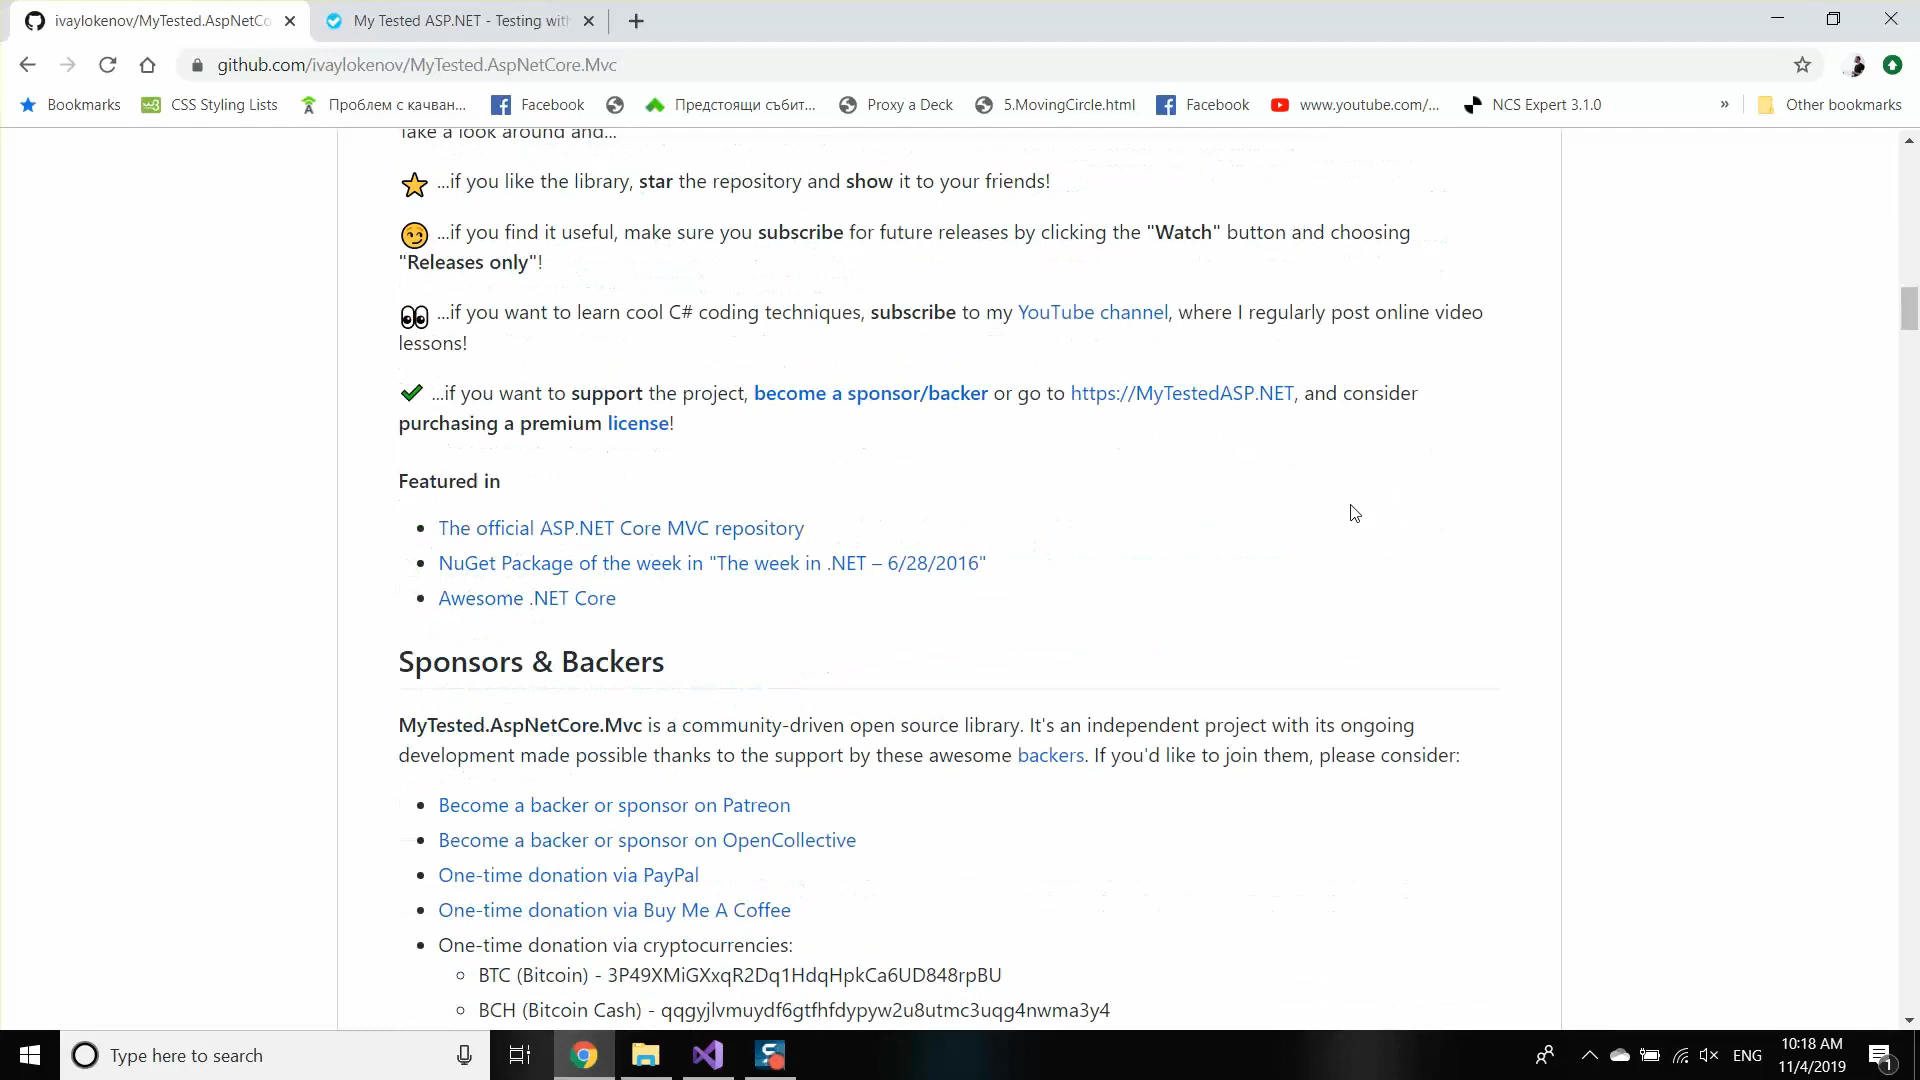 ivaylokenov/MyTested.AspNetCo
My Tested ASP.NET - Testing with
github.com/ivaylokenov/MyTested.AspNetCore.Mvc
Bookmarks
CSS Styling Lists
Проблем с качван...
Facebook
Предстоящи събит...
Proxy a Deck
5.MovingCircle.html
Facebook
www.youtube.com/...
NCS Expert 3.1.0
»
Other bookmarks
Take a look around and...
...if you like the library, star the repository and show it to your friends!
...if you find it useful, make sure you subscribe for future releases by clicking the "Watch" button and choosing
"Releases only"!
...if you want to learn cool C# coding techniques, subscribe to my YouTube channel, where I regularly post online video
lessons!
...if you want to support the project, become a sponsor/backer or go to https://MyTestedASP.NET, and consider
purchasing a premium license!
Featured in
The official ASP.NET Core MVC repository
NuGet Package of the week in "The week in .NET – 6/28/2016"
Awesome .NET Core
Sponsors & Backers
MyTested.AspNetCore.Mvc is a community-driven open source library. It's an independent project with its ongoing
development made possible thanks to the support by these awesome backers. If you'd like to join them, please consider:
Become a backer or sponsor on Patreon
Become a backer or sponsor on OpenCollective
One-time donation via PayPal
One-time donation via Buy Me A Coffee
One-time donation via cryptocurrencies:
BTC (Bitcoin) - 3P49XMiGXxqR2Dq1HdqHpkCa6UD848rpBU
BCH (Bitcoin Cash) - qqgyjlvmuydf6gtfhfdypyw2u8utmc3uqg4nwma3y4
Type here to search
ENG
10:18 AM
11/4/2019
1